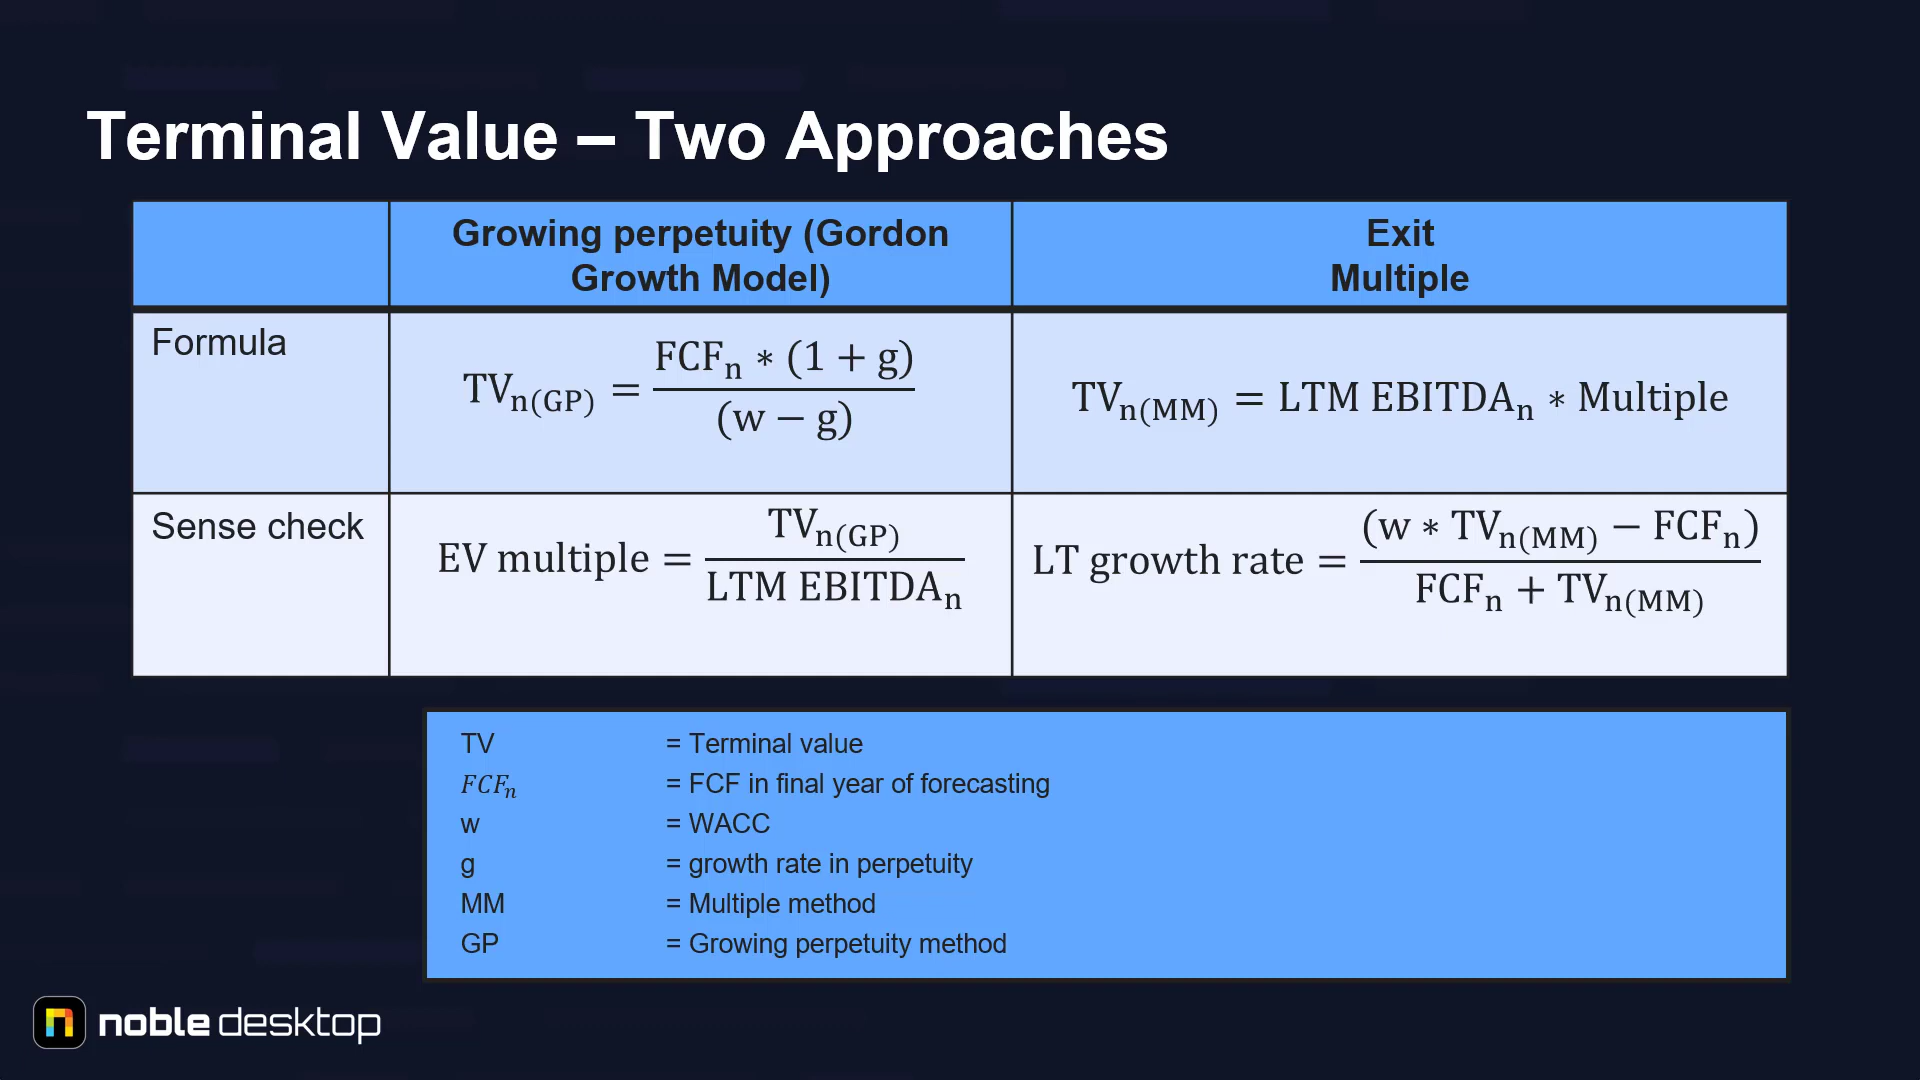 Terminal Value – Two Approaches
Growing perpetuity (Gordon
Growth Model)
Exit
Multiple
Formula
TVn(GP) = FCFn * (1 + g) / (w − g)
TVn(MM) = LTM EBITDAn * Multiple
Sense check
EV multiple = TVn(GP) / LTM EBITDAn
LT growth rate = (w * TVn(MM) − FCFn) / FCFn + TVn(MM)
TV = Terminal value
FCFn = FCF in final year of forecasting
w = WACC
g = growth rate in perpetuity
MM = Multiple method
GP = Growing perpetuity method
noble desktop